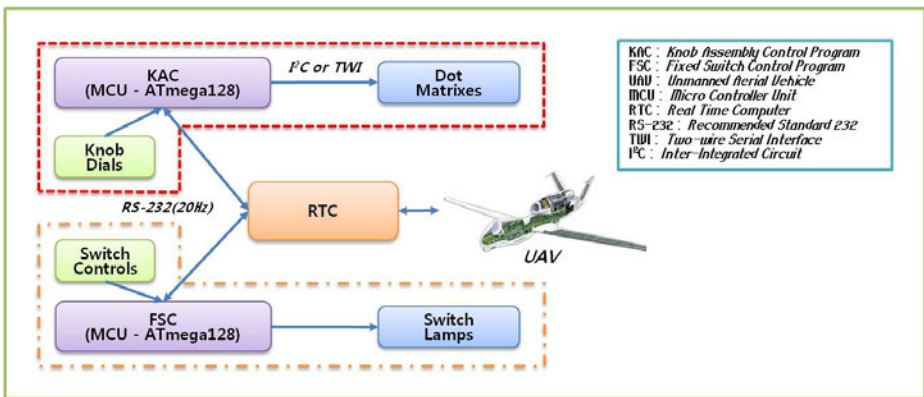 KAC
(MCU - ATmega128)
I²C or TWI
Dot
Matrixes
Knob
Dials
RS-232(20Hz)
RTC
UAV
Switch
Controls
FSC
(MCU - ATmega128)
Switch
Lamps
KAC : Knob Assembly Control Program
FSC : Fixed Switch Control Program
UAV : Unmanned Aerial Vehicle
MCU : Micro Controller Unit
RTC : Real Time Computer
RS-232 : Recommended Standard 232
TWI : Two-wire Serial Interface
I²C : Inter-Integrated Circuit